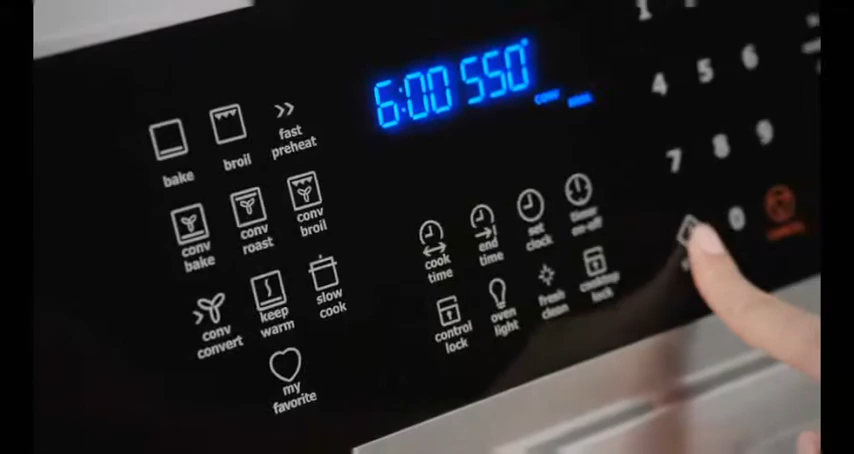 6:00 550°
1
4 5 6
7 8 9
0
bake
broil
fast
preheat
conv
bake
conv
roast
conv
broil
conv
convert
keep
warm
slow
cook
my
favorite
cook
time
end
time
set
clock
timer
on-off
control
lock
oven
light
fresh
clean
cooktop
lock